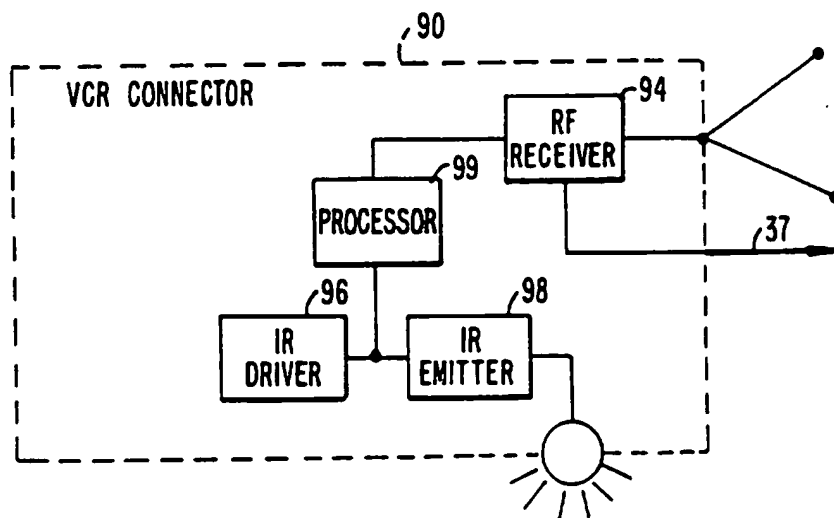 90
VCR CONNECTOR
94
RF
RECEIVER
99
PROCESSOR
37
96
98
IR
DRIVER
IR
EMITTER